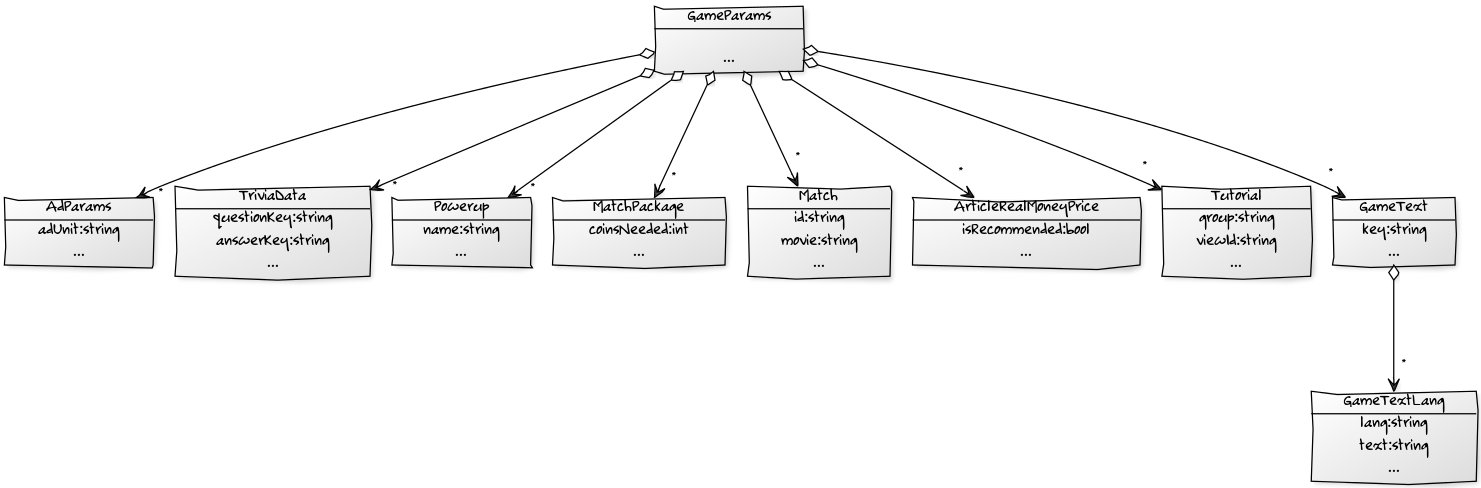 GameParams
...
*
*
*
*
*
*
*
*
AdParams
adUnit:string
...
TriviaData
questionKey:string
answerKey:string
...
Powerup
name:string
...
MatchPackage
coinsNeeded:int
...
Match
id:string
movie:string
...
ArticleRealMoneyPrice
isRecommended:bool
...
Tutorial
group:string
viewId:string
...
GameText
key:string
...
*
GameTextLang
lang:string
text:string
...